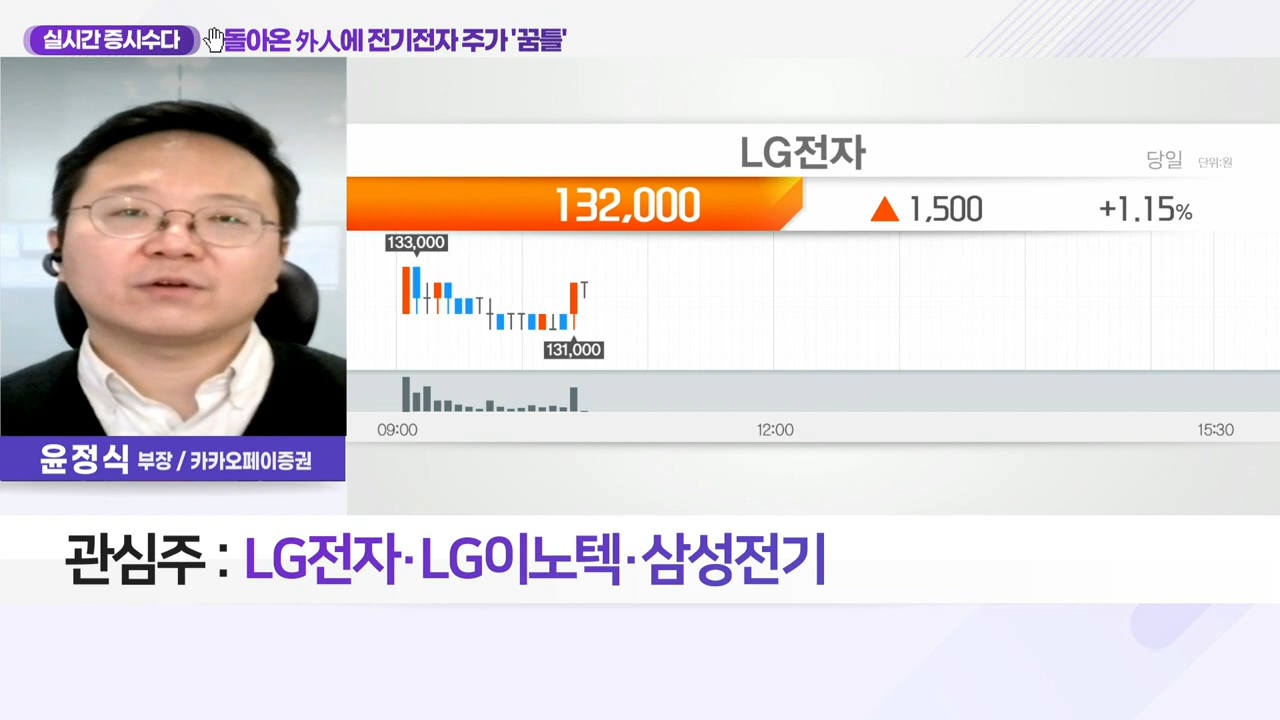 실시간 증시수다 돌아온 外人에 전기전자 주가 '꿈틀'
LG전자
당일 단위:원
132,000 ▲ 1,500 +1.15%
133,000
131,000
09:00 12:00 15:30
윤정식 부장 / 카카오페이증권
관심주 : LG전자·LG이노텍·삼성전기